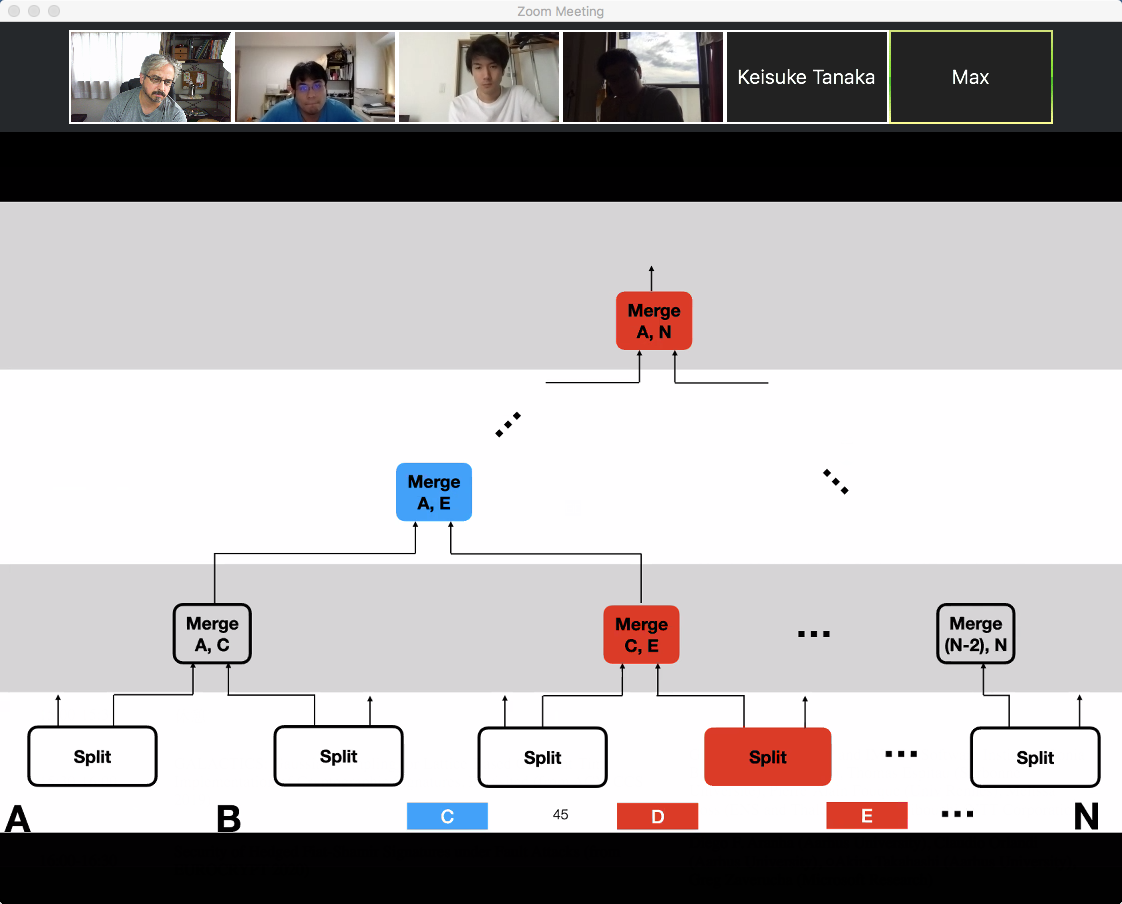 Zoom Meeting
Keisuke Tanaka
Max
Merge
A, N
Merge
A, E
Merge
A, C
Merge
C, E
...
Merge
(N-2), N
Split
Split
Split
Split
...
Split
A
B
C
45
D
E
...
N